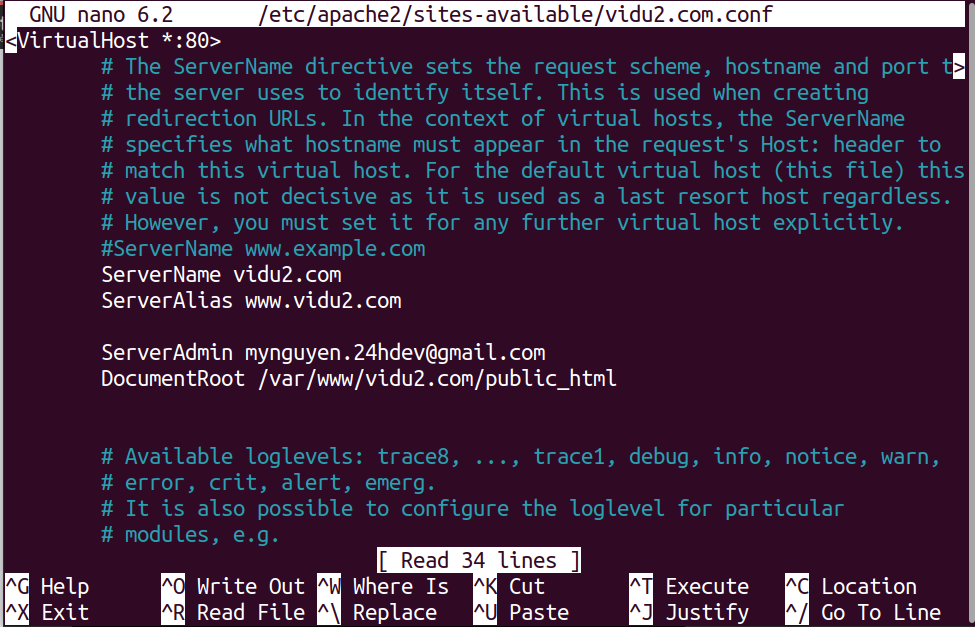 GNU nano 6.2 /etc/apache2/sites-available/vidu2.com.conf
<VirtualHost *:80>
# The ServerName directive sets the request scheme, hostname and port t>
# the server uses to identify itself. This is used when creating
# redirection URLs. In the context of virtual hosts, the ServerName
# specifies what hostname must appear in the request's Host: header to
# match this virtual host. For the default virtual host (this file) this
# value is not decisive as it is used as a last resort host regardless.
# However, you must set it for any further virtual host explicitly.
#ServerName www.example.com
ServerName vidu2.com
ServerAlias www.vidu2.com
ServerAdmin mynguyen.24hdev@gmail.com
DocumentRoot /var/www/vidu2.com/public_html
# Available loglevels: trace8, ..., trace1, debug, info, notice, warn,
# error, crit, alert, emerg.
# It is also possible to configure the loglevel for particular
# modules, e.g.
[ Read 34 lines ]
^G Help ^O Write Out ^W Where Is ^K Cut ^T Execute ^C Location
^X Exit ^R Read File ^\ Replace ^U Paste ^J Justify ^/ Go To Line